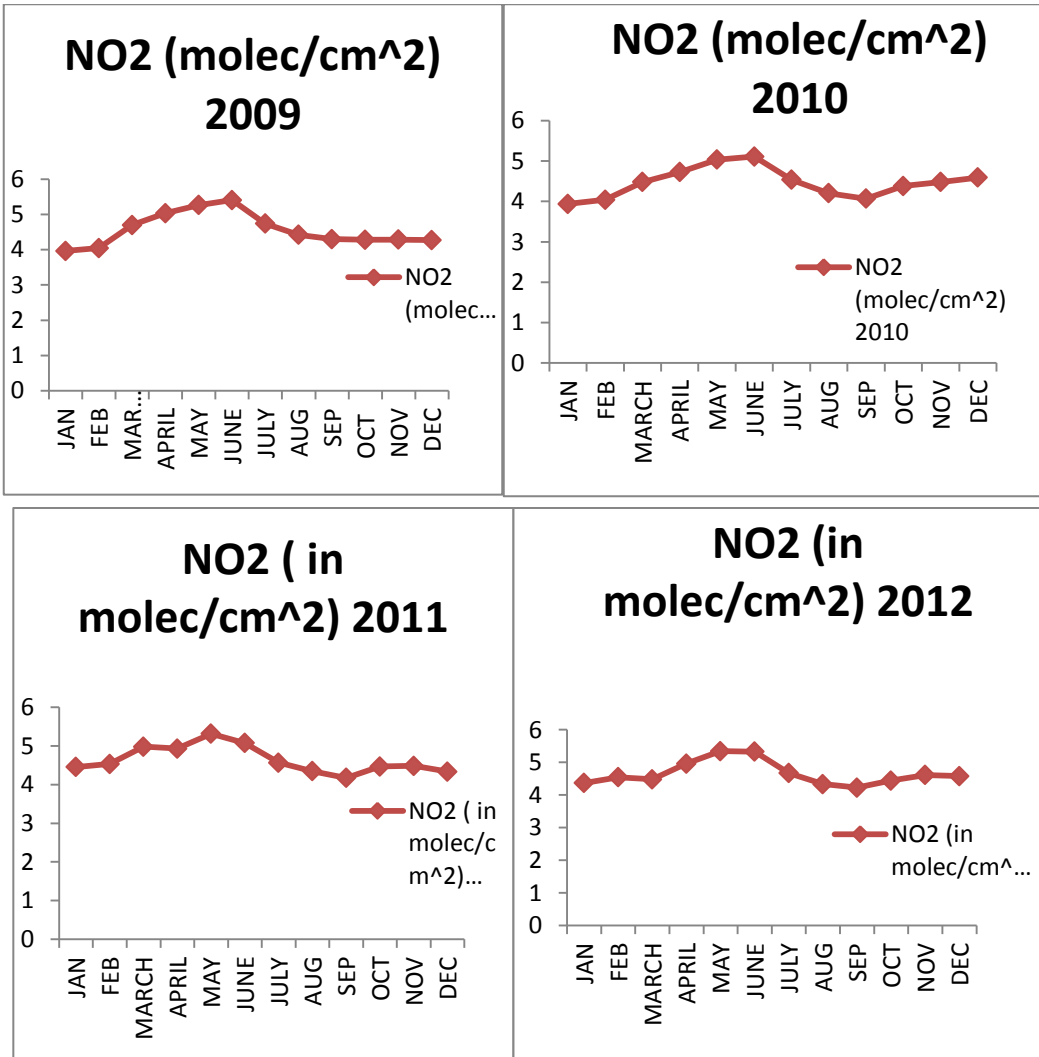 NO2 (molec/cm^2)
2009
6
5
4
3
2
1
0
JAN
FEB
MAR...
APRIL
MAY
JUNE
JULY
AUG
SEP
OCT
NOV
DEC
NO2
(molec...
NO2 (molec/cm^2)
2010
6
5
4
3
2
1
0
JAN
FEB
MARCH
APRIL
MAY
JUNE
JULY
AUG
SEP
OCT
NOV
DEC
NO2
(molec/cm^2)
2010
NO2 ( in
molec/cm^2) 2011
6
5
4
3
2
1
0
JAN
FEB
MARCH
APRIL
MAY
JUNE
JULY
AUG
SEP
OCT
NOV
DEC
NO2 ( in
molec/c
m^2)...
NO2 (in
molec/cm^2) 2012
6
5
4
3
2
1
0
JAN
FEB
MARCH
APRIL
MAY
JUNE
JULY
AUG
SEP
OCT
NOV
DEC
NO2 (in
molec/cm^...